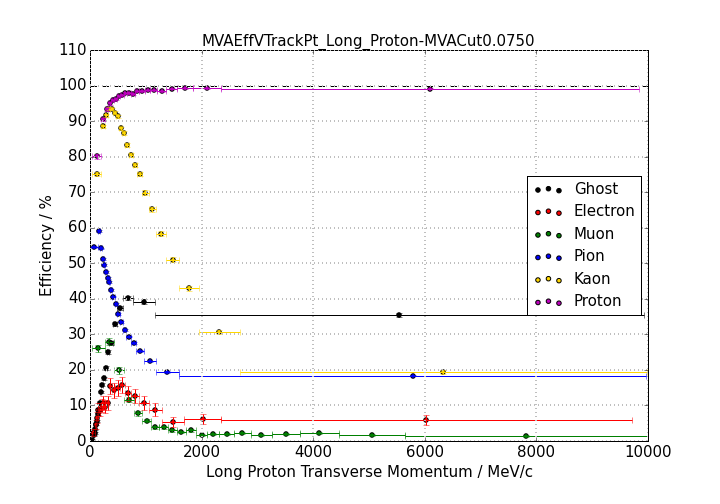 MVAEffVTrackPt_Long_Proton-MVACut0.0750
110
100
90
80
70
60
50
40
30
20
10
0
Efficiency / %
Ghost
Electron
Muon
Pion
Kaon
Proton
0 2000 4000 6000 8000 10000
Long Proton Transverse Momentum / MeV/c